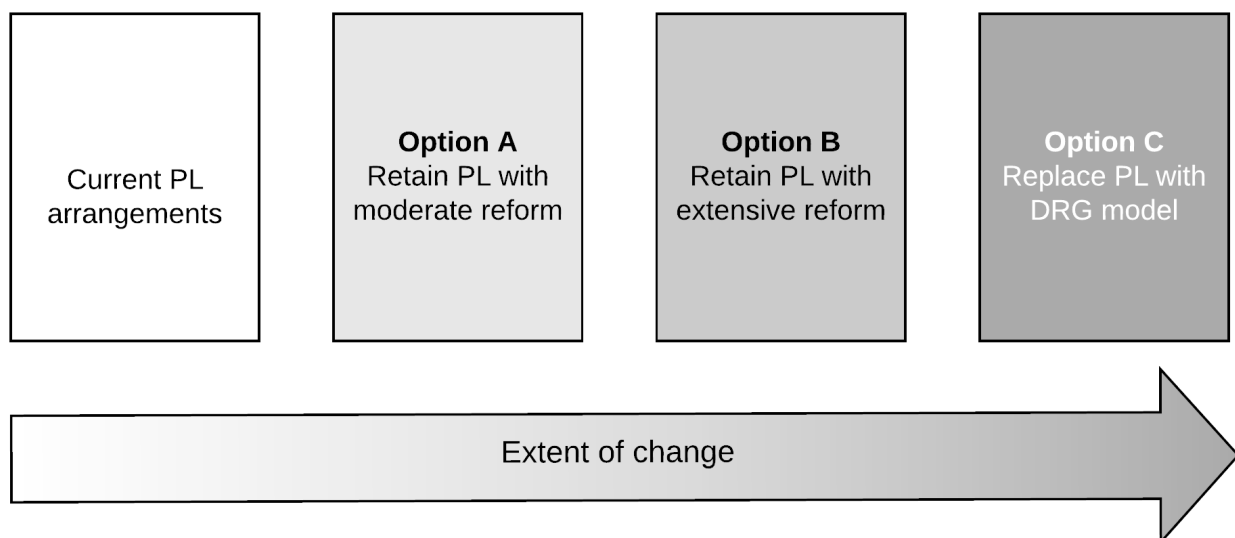 Current PL
arrangements
Option A
Retain PL with
moderate reform
Option B
Retain PL with
extensive reform
Option C
Replace PL with
DRG model
Extent of change